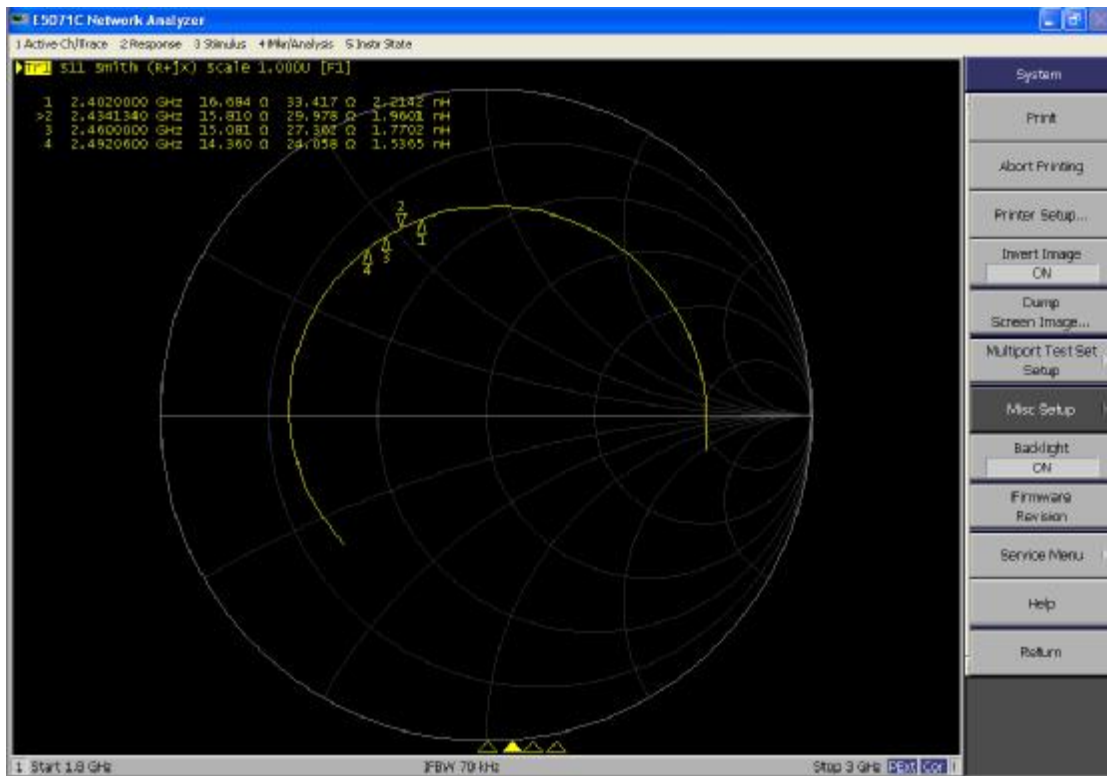 E5071C Network Analyzer
1 Active Ch/Trace 2 Response 3 Stimulus 4 Mkr/Analysis 5 Instr State
Tr1 S11 Smith (R+jX) Scale 1.000U [F1]
1 2.4020000 GHz 16.684 Ω 33.417 Ω 2.2142 nH
>2 2.4341340 GHz 15.810 Ω 29.978 Ω 1.9601 nH
3 2.4600000 GHz 15.081 Ω Ω 1.7702 nH
4 2.4920600 GHz 14.360 Ω 24.058 Ω 1.5365 nH
2
1
3
4
System
Print
Abort Printing
Printer Setup...
Invert Image
ON
Dump
Screen Image...
Multiport Test Set
Setup
Misc Setup
Backlight
ON
Firmware
Revision
Service Menu
Help
Return
1 Start 1.8 GHz IFBW 70 kHz Stop 3 GHz PExt Cor !